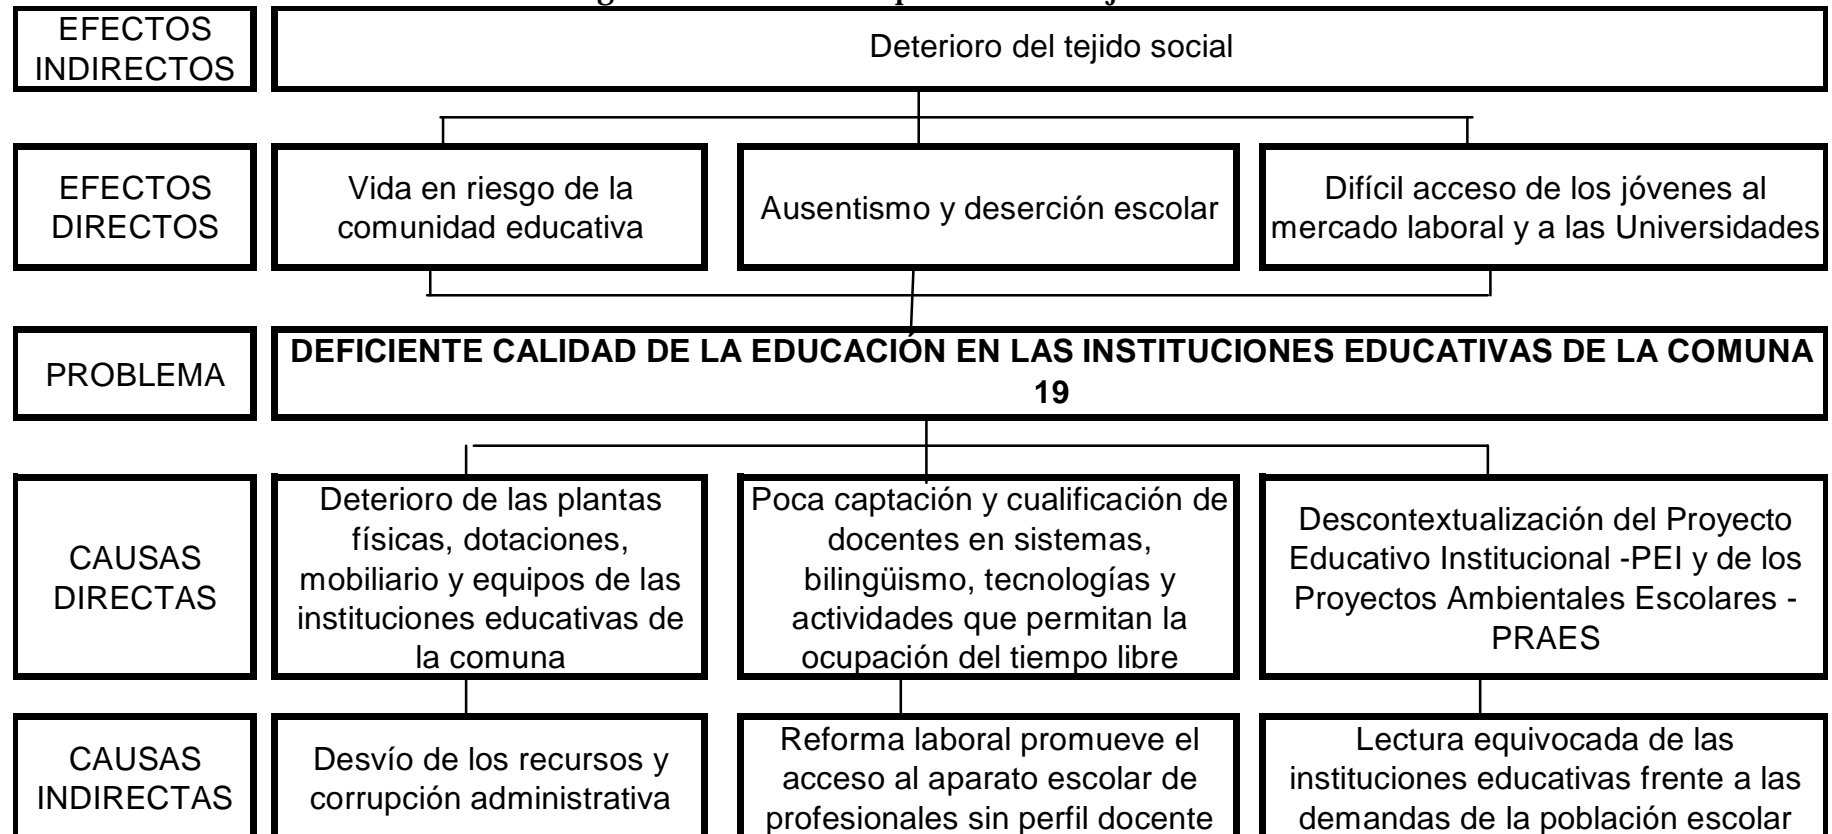 EFECTOS
INDIRECTOS
Deterioro del tejido social
EFECTOS
DIRECTOS
Vida en riesgo de la
comunidad educativa
Ausentismo y deserción escolar
Difícil acceso de los jóvenes al
mercado laboral y a las Universidades
PROBLEMA
DEFICIENTE CALIDAD DE LA EDUCACIÓN EN LAS INSTITUCIONES EDUCATIVAS DE LA COMUNA
19
CAUSAS
DIRECTAS
Deterioro de las plantas
físicas, dotaciones,
mobiliario y equipos de las
instituciones educativas de
la comuna
Poca captación y cualificación de
docentes en sistemas,
bilingüismo, tecnologías y
actividades que permitan la
ocupación del tiempo libre
Descontextualización del Proyecto
Educativo Institucional -PEI y de los
Proyectos Ambientales Escolares -
PRAES
CAUSAS
INDIRECTAS
Desvío de los recursos y
corrupción administrativa
Reforma laboral promueve el
acceso al aparato escolar de
profesionales sin perfil docente
Lectura equivocada de las
instituciones educativas frente a las
demandas de la población escolar